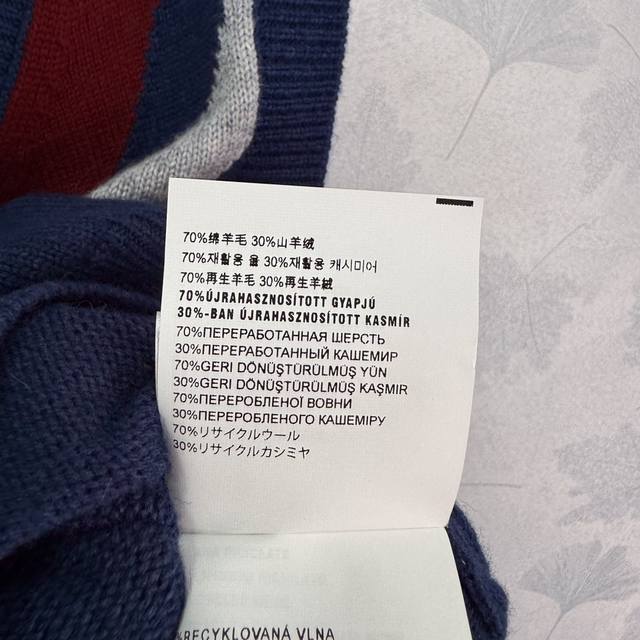 70%绵羊毛 30%山羊绒
70%재활용 울 30%재활용 캐시미어
70%再生羊毛 30%再生羊絨
70%ÚJRAHASZNOSÍTOTT GYAPJÚ
30%-BAN ÚJRAHASZNOSÍTOTT KASMÍR
70%ПЕРЕРАБОТАННАЯ ШЕРСТЬ
30%ПЕРЕРАБОТАННЫЙ КАШЕМИР
70%GERİ DÖNÜŞTÜRÜLMÜŞ YÜN
30%GERİ DÖNÜŞTÜRÜLMÜŞ KAŞMIR
70%ПЕРЕРОБЛЕНОЇ ВОВНИ
30%ПЕРЕРОБЛЕНОГО КАШЕМІРУ
70%リサイクルウール
30%リサイクルカシミヤ
RECYKLOVANÁ VLNA